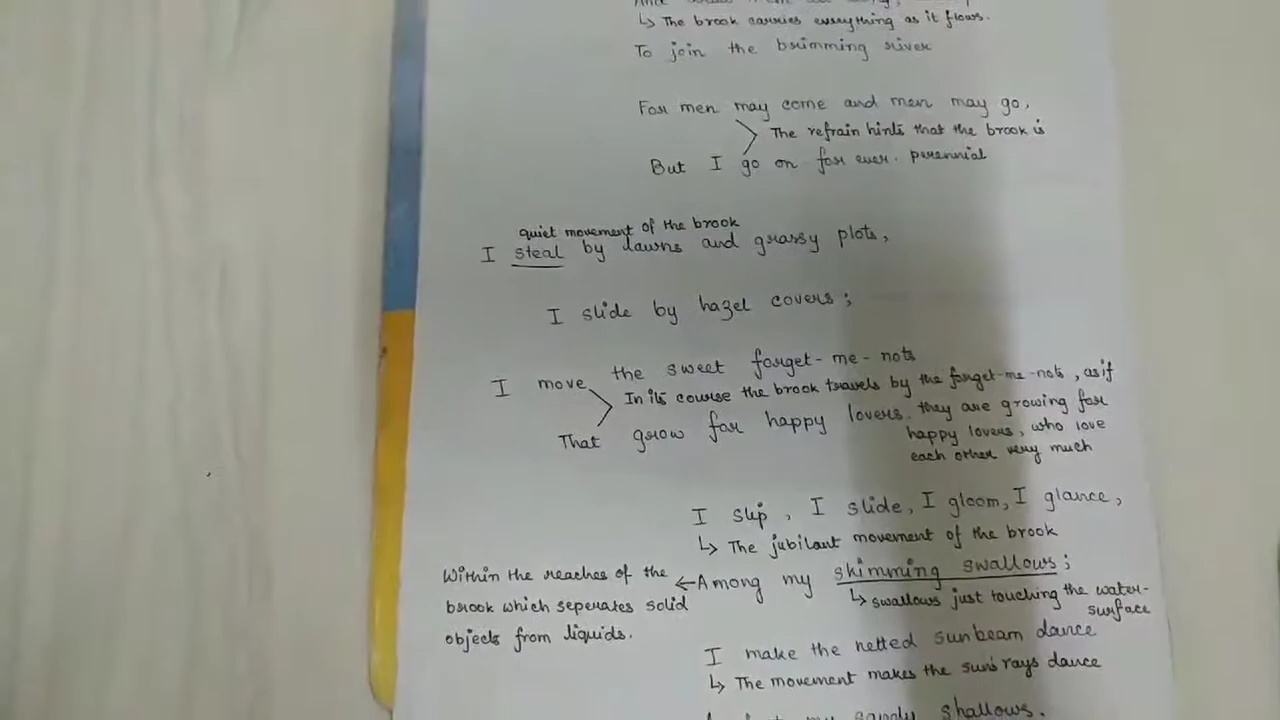 ↳ The brook carries everything as it flows.
To join the brimming river
For men may come and men may go,
The refrain hints that the brook is
But I go on for ever. perennial
quiet movement of the brook
I steal by lawns and grassy plots,
I slide by hazel covers;
I move the sweet forget-me-nots
In its course the brook travels by the forget-me-nots, as if
That grow for happy lovers. they are growing for
happy lovers, who love
each other very much
I slip, I slide, I gloom, I glance,
↳ The jubilant movement of the brook
Within the reaches of the ← Among my skimming swallows;
brook which seperates solid
objects from liquids.
↳ swallows just touching the water-
surface
I make the netted sunbeam dance
↳ The movement makes the sun's rays dance
my sandy shallows.